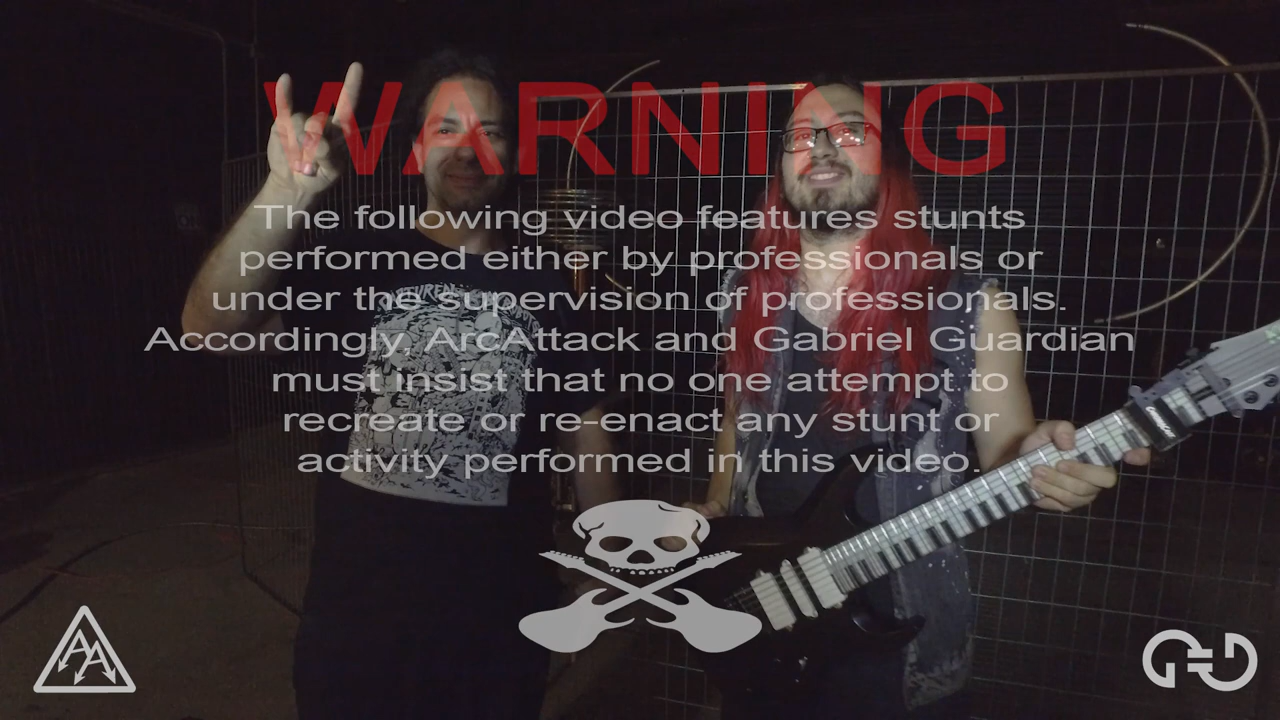 WARNING
The following video features stunts
performed either by professionals or
under the supervision of professionals.
Accordingly, ArcAttack and Gabriel Guardian
must insist that no one attempt to
recreate or re-enact any stunt or
activity performed in this video.
AA